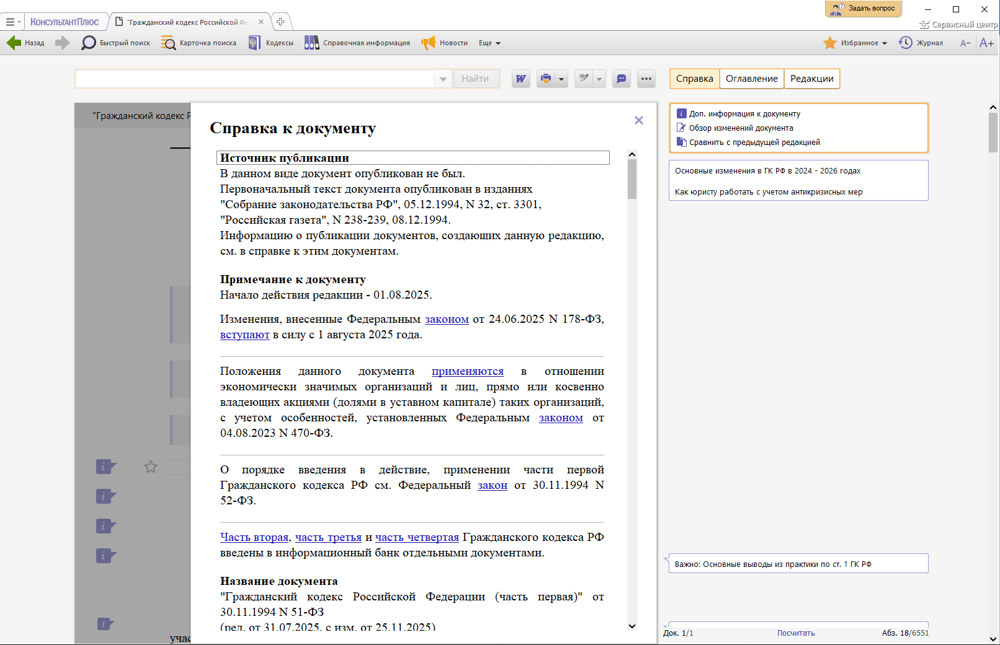 Задать вопрос
КОНСУЛЬТАНТПЛЮС
"Гражданский кодекс Российской Фе
Сервисный центр
Назад
Быстрый поиск
Карточка поиска
Кодексы
Справочная информация
Новости
Еще
Избранное
Журнал
A−
A+
Найти
W
Справка
Оглавление
Редакции
"Гражданский кодекс Р
Справка к документу
Источник публикации
В данном виде документ опубликован не был.
Первоначальный текст документа опубликован в изданиях
"Собрание законодательства РФ", 05.12.1994, N 32, ст. 3301,
"Российская газета", N 238-239, 08.12.1994.
Информацию о публикации документов, создающих данную редакцию,
см. в справке к этим документам.
Примечание к документу
Начало действия редакции - 01.08.2025.
Изменения, внесенные Федеральным законом от 24.06.2025 N 178-ФЗ,
вступают в силу с 1 августа 2025 года.
Положения данного документа применяются в отношении
экономически значимых организаций и лиц, прямо или косвенно
владеющих акциями (долями в уставном капитале) таких организаций,
с учетом особенностей, установленных Федеральным законом от
04.08.2023 N 470-ФЗ.
О порядке введения в действие, применении части первой
Гражданского кодекса РФ см. Федеральный закон от 30.11.1994 N
52-ФЗ.
Часть вторая, часть третья и часть четвертая Гражданского кодекса РФ
введены в информационный банк отдельными документами.
Название документа
"Гражданский кодекс Российской Федерации (часть первая)" от
30.11.1994 N 51-ФЗ
(ред. от 31.07.2025, с изм. от 25.11.2025)
учас
Доп. информация к документу
Обзор изменений документа
Сравнить с предыдущей редакцией
Основные изменения в ГК РФ в 2024 - 2026 годах
Как юристу работать с учетом антикризисных мер
Важно: Основные выводы из практики по ст. 1 ГК РФ
Док. 1/1
Посчитать
Абз. 18/6551